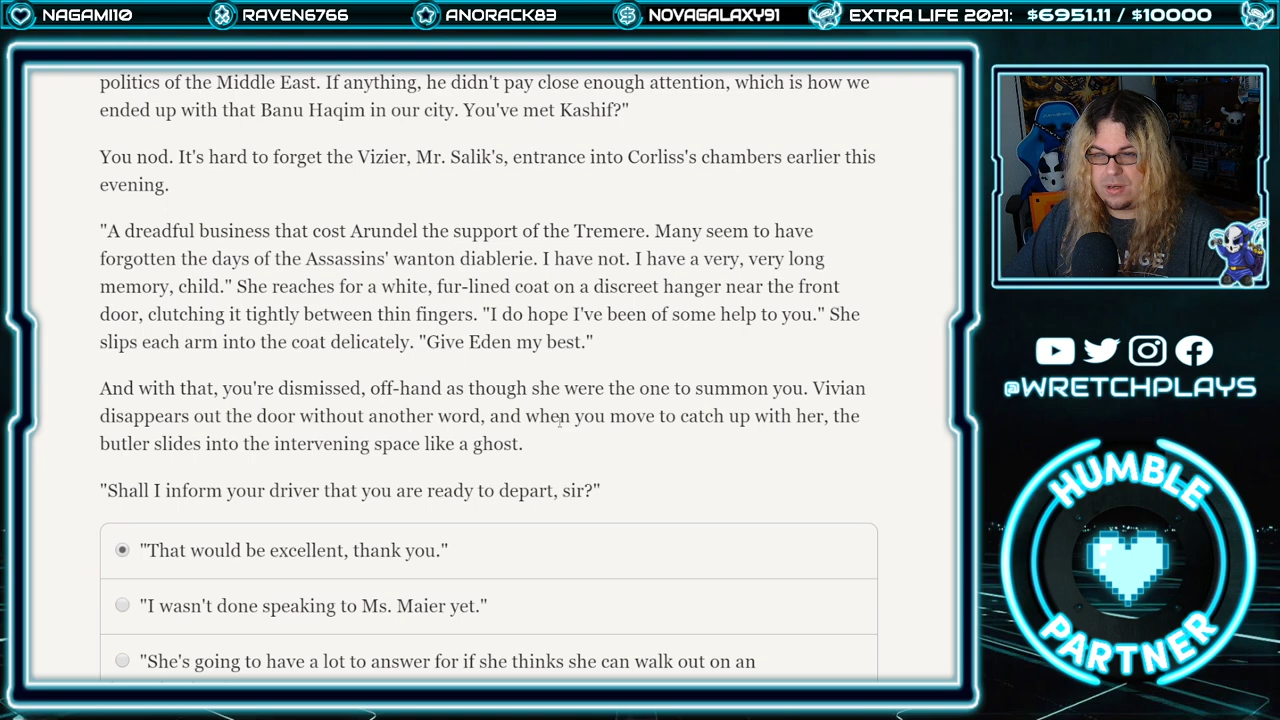 NAGAMI10 RAVEN6766 ANORACK83 NOVAGALAXY91 EXTRA LIFE 2021: $6951.11 / $10000
politics of the Middle East. If anything, he didn't pay close enough attention, which is how we
ended up with that Banu Haqim in our city. You've met Kashif?"
You nod. It's hard to forget the Vizier, Mr. Salik's, entrance into Corliss's chambers earlier this
evening.
"A dreadful business that cost Arundel the support of the Tremere. Many seem to have
forgotten the days of the Assassins' wanton diablerie. I have not. I have a very, very long
memory, child." She reaches for a white, fur-lined coat on a discreet hanger near the front
door, clutching it tightly between thin fingers. "I do hope I've been of some help to you." She
slips each arm into the coat delicately. "Give Eden my best."
And with that, you're dismissed, off-hand as though she were the one to summon you. Vivian
disappears out the door without another word, and when you move to catch up with her, the
butler slides into the intervening space like a ghost.
"Shall I inform your driver that you are ready to depart, sir?"
"That would be excellent, thank you."
"I wasn't done speaking to Ms. Maier yet."
"She's going to have a lot to answer for if she thinks she can walk out on an
@WRETCHPLAYS
HUMBLE
PARTNER